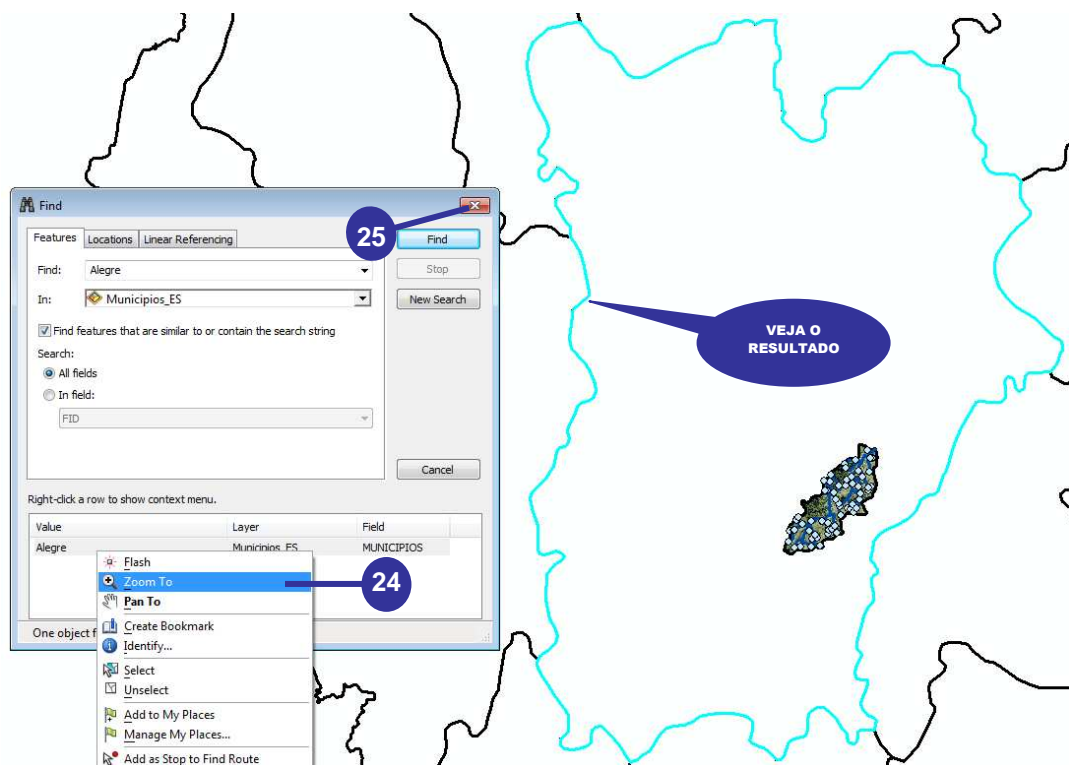 Find
25
Features Locations Linear Referencing
Find
Find: Alegre
Stop
In: Municipios_ES
New Search
Find features that are similar to or contain the search string
Search:
All fields
In field:
FID
Cancel
VEJA O
RESULTADO
Right-click a row to show context menu.
Value Layer Field
Alegre Municipios_ES MUNICIPIOS
Flash
Zoom To
24
Pan To
One object f
Create Bookmark
Identify...
Select
Unselect
Add to My Places
Manage My Places...
Add as Stop to Find Route